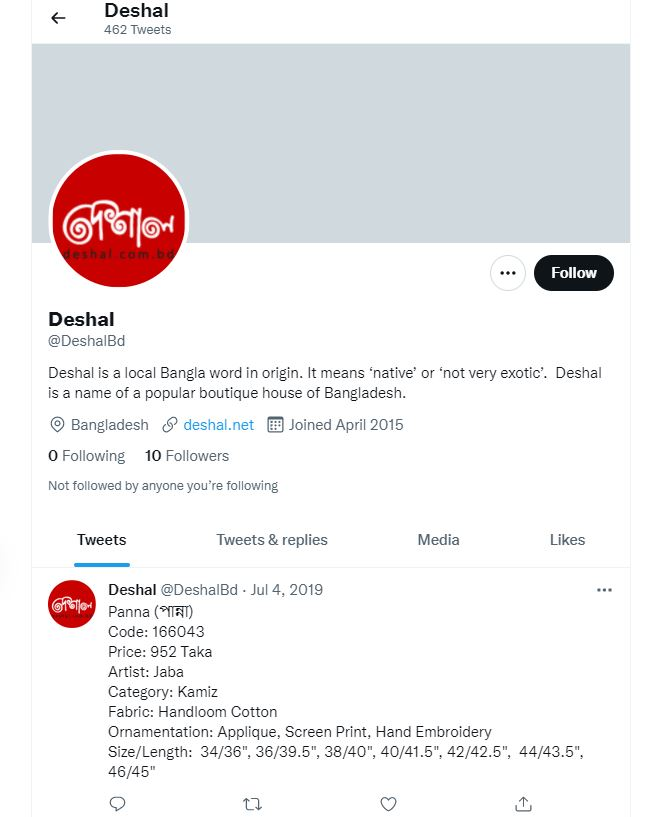 Deshal
462 Tweets
দেশাল
deshal.com.bd
Follow
Deshal
@DeshalBd
Deshal is a local Bangla word in origin. It means ‘native’ or ‘not very exotic’.  Deshal
is a name of a popular boutique house of Bangladesh.
Bangladesh deshal.net Joined April 2015
0 Following 10 Followers
Not followed by anyone you’re following
Tweets Tweets & replies Media Likes
দেশাল
Deshal @DeshalBd · Jul 4, 2019
Panna (পান্না)
Code: 166043
Price: 952 Taka
Artist: Jaba
Category: Kamiz
Fabric: Handloom Cotton
Ornamentation: Applique, Screen Print, Hand Embroidery
Size/Length:  34/36", 36/39.5", 38/40", 40/41.5", 42/42.5",  44/43.5",
46/45"